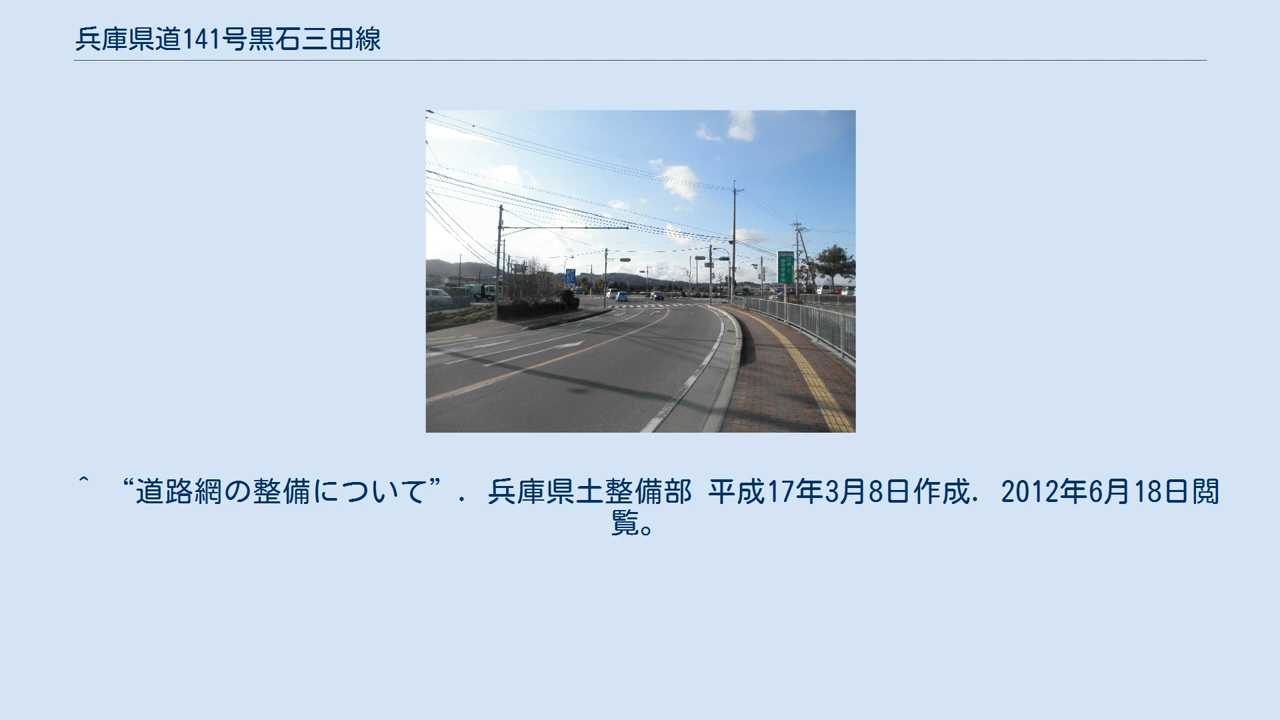 兵庫県道141号黒石三田線
^ “道路網の整備について”. 兵庫県土整備部 平成17年3月8日作成. 2012年6月18日閲
覧。